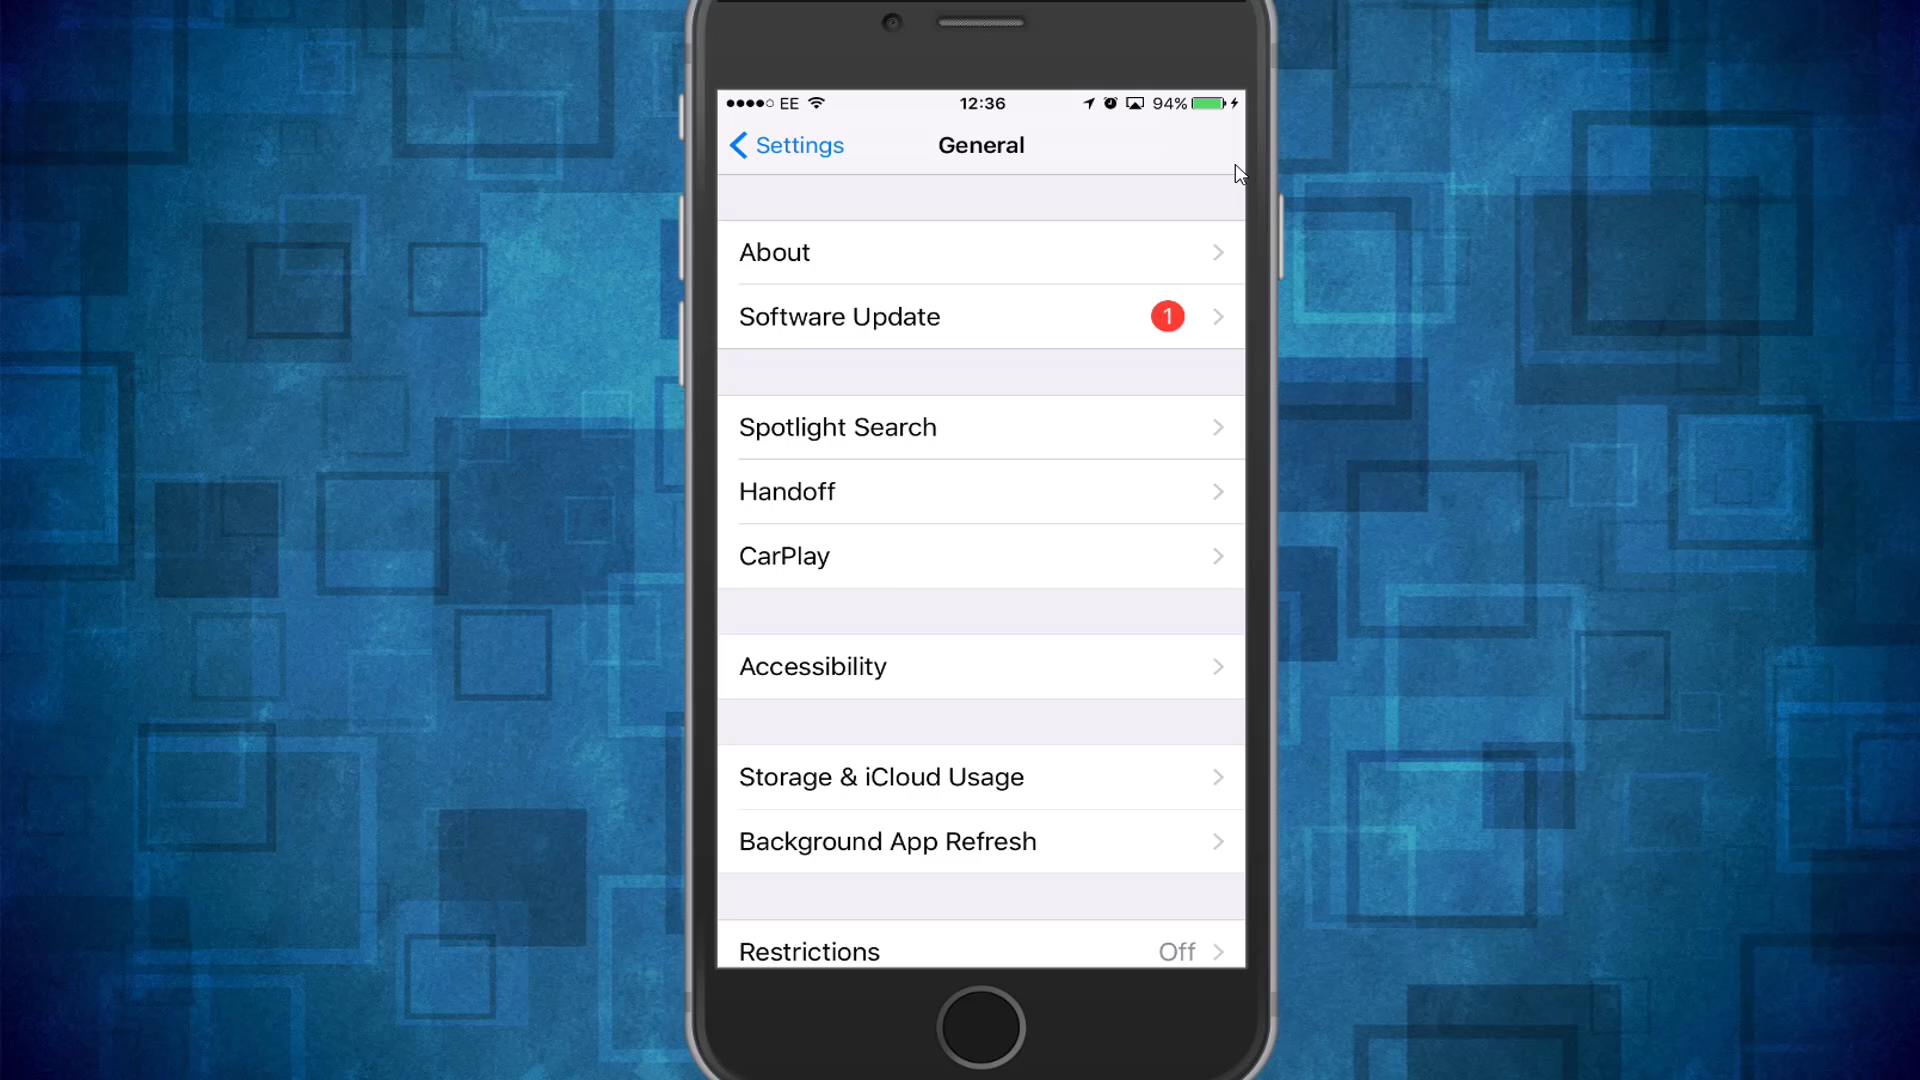 EE 12:36 94%
Settings General
About
Software Update 1
Spotlight Search
Handoff
CarPlay
Accessibility
Storage & iCloud Usage
Background App Refresh
Restrictions Off